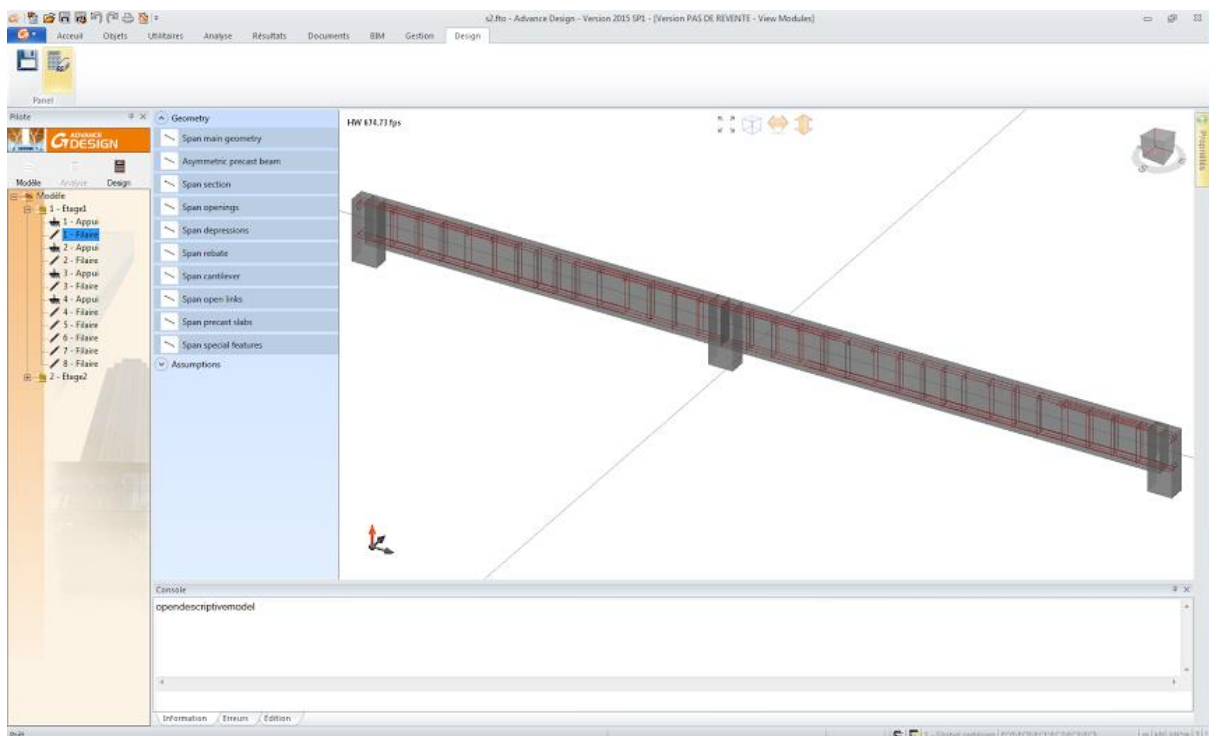 s2.fto - Advance Design - Version 2015 SP1 - [Version PAS DE REVENTE - View Modules]
Acceuil Objets Utilitaires Analyse Résultats Documents BIM Gestion Design
Panel
Pilote
ADVANCE
DESIGN
Modèle Analyse Design
Modèle
1 - Etage1
1 - Appui
1 - Filaire
2 - Appui
2 - Filaire
3 - Appui
3 - Filaire
4 - Appui
4 - Filaire
5 - Filaire
6 - Filaire
7 - Filaire
8 - Filaire
2 - Etage2
Geometry
Span main geometry
Asymmetric precast beam
Span section
Span openings
Span depressions
Span rebate
Span cantilever
Span open links
Span precast slabs
Span special features
Assumptions
HW 674.73 fps
S
E
Propriétés
Console
opendescriptivemodel
Information Erreurs Edition
Prêt